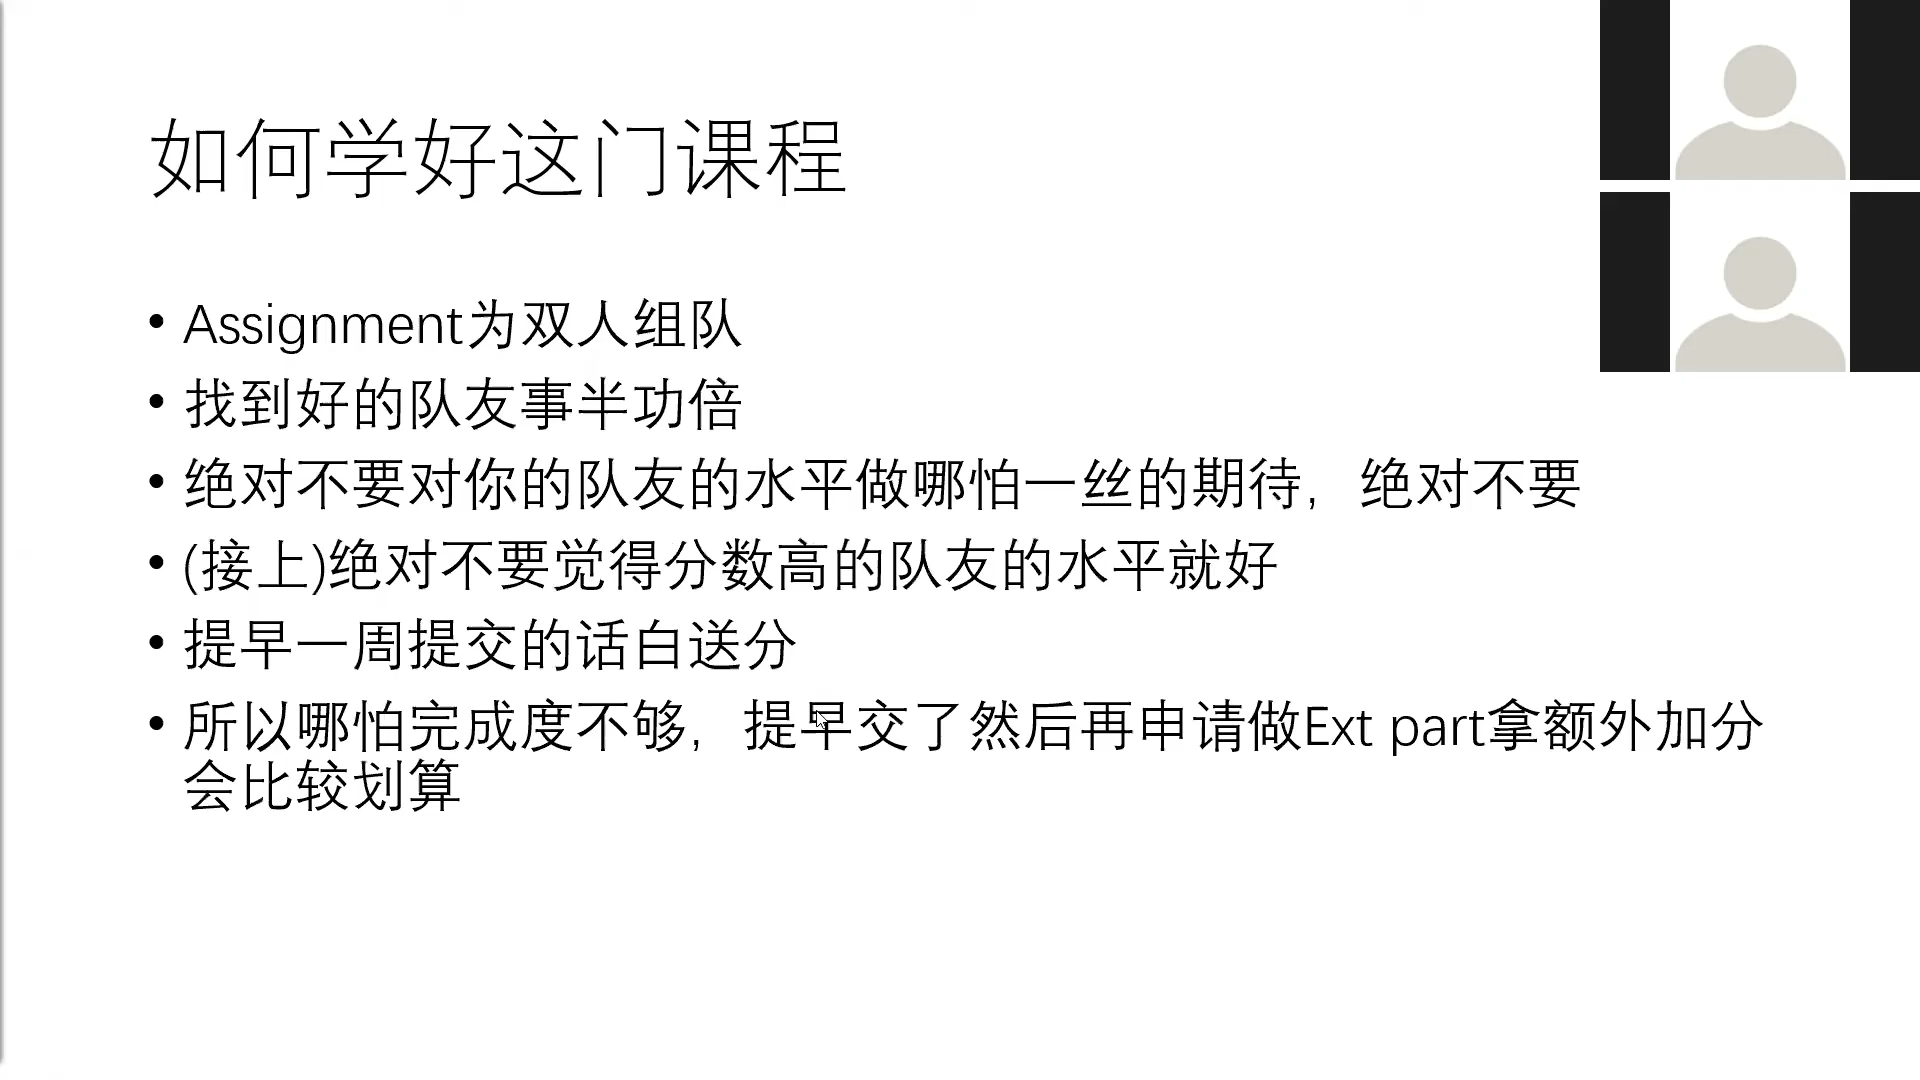 如何学好这门课程
• Assignment为双人组队
• 找到好的队友事半功倍
• 绝对不要对你的队友的水平做哪怕一丝的期待，绝对不要
• (接上)绝对不要觉得分数高的队友的水平就好
• 提早一周提交的话白送分
• 所以哪怕完成度不够，提早交了然后再申请做Ext part拿额外加分
会比较划算